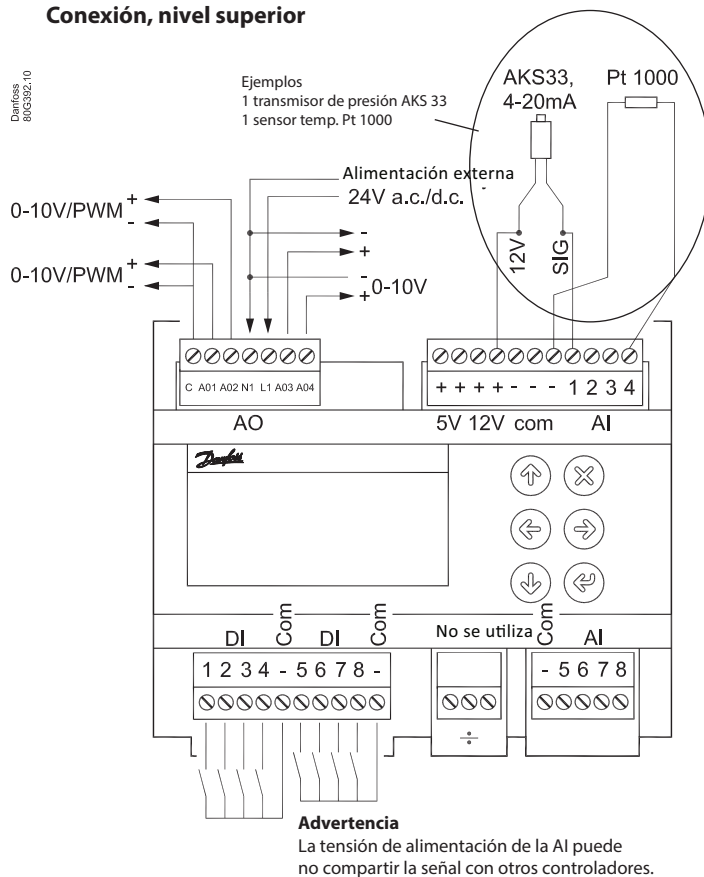 Conexión, nivel superior
Danfoss
80G392.10
Ejemplos
1 transmisor de presión AKS 33
1 sensor temp. Pt 1000
AKS33,
4-20mA
Pt 1000
Alimentación externa
24V a.c./d.c.
0-10V/PWM + -
0-10V/PWM + -
- +
- + 0-10V
12V
SIG
C A01 A02 N1 L1 A03 A04
+ + + + - - - 1 2 3 4
AO
5V 12V com AI
Danfoss
DI Com DI Com
No se utiliza
Com AI
1 2 3 4 - 5 6 7 8 -
- 5 6 7 8
÷
Advertencia
La tensión de alimentación de la AI puede
no compartir la señal con otros controladores.